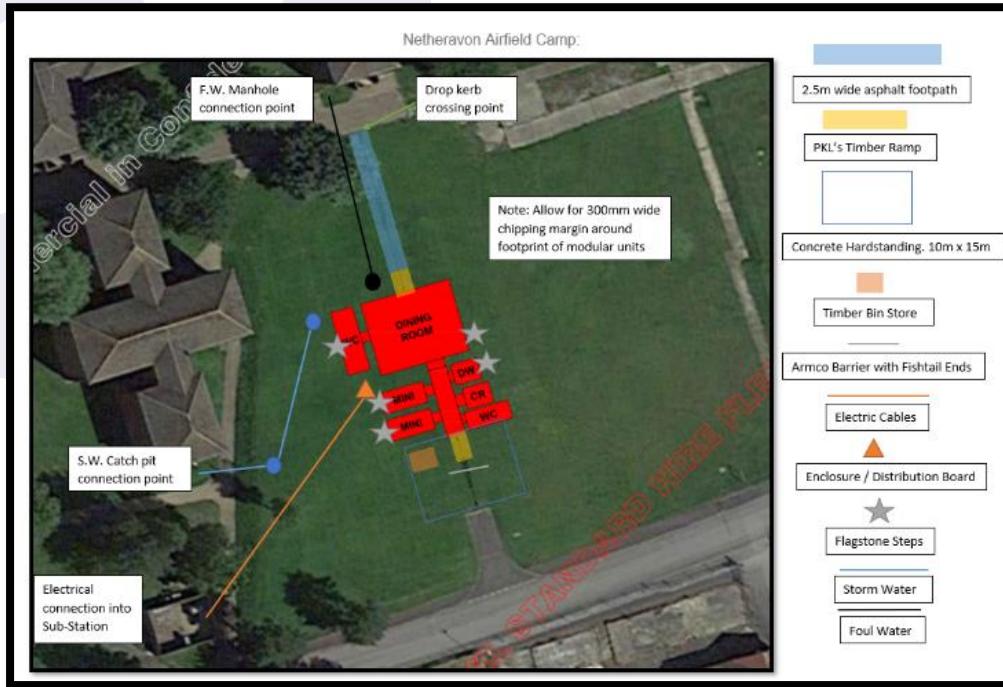 Netheravon Airfield Camp:
F.W. Manhole
connection point
Drop kerb
crossing point
Note: Allow for 300mm wide
chipping margin around
footprint of modular
units
DINING
ROOM
WC
DW
MINI
CR
MINI
WC
S.W. Catch pit
connection point
Electrical
connection into
Sub-Station
STANDARD HIRE
2.5m wide asphalt footpath
PKL's Timber Ramp
Concrete Hardstanding. 10m x 15m
Timber Bin Store
Armco Barrier with Fishtail Ends
Electric Cables
Enclosure / Distribution Board
Flagstone Steps
Storm Water
Foul Water